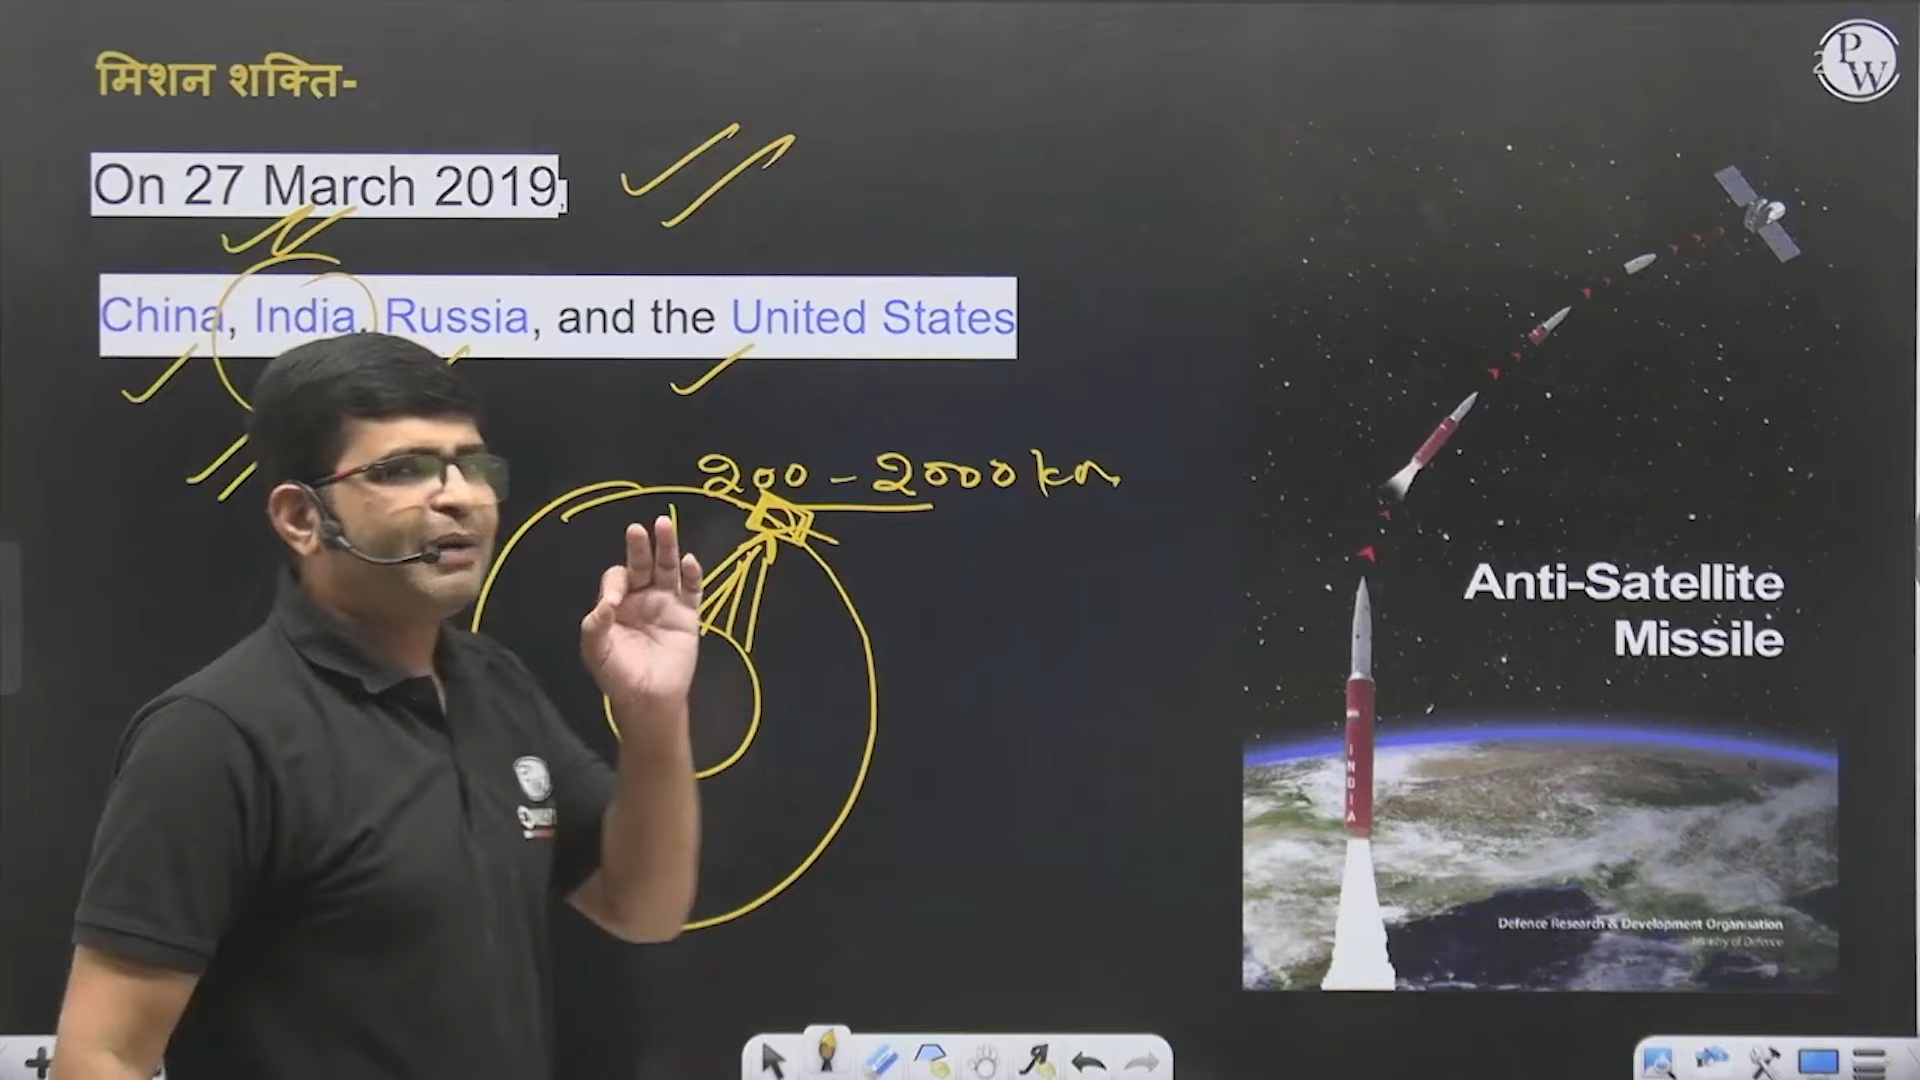 मिशन शक्ति-
PW
On 27 March 2019,
China, India, Russia, and the United States
200 - 2000 km
Anti-Satellite
Missile
INDIA
Defence Research & Development Organisation
Ministry of Defence